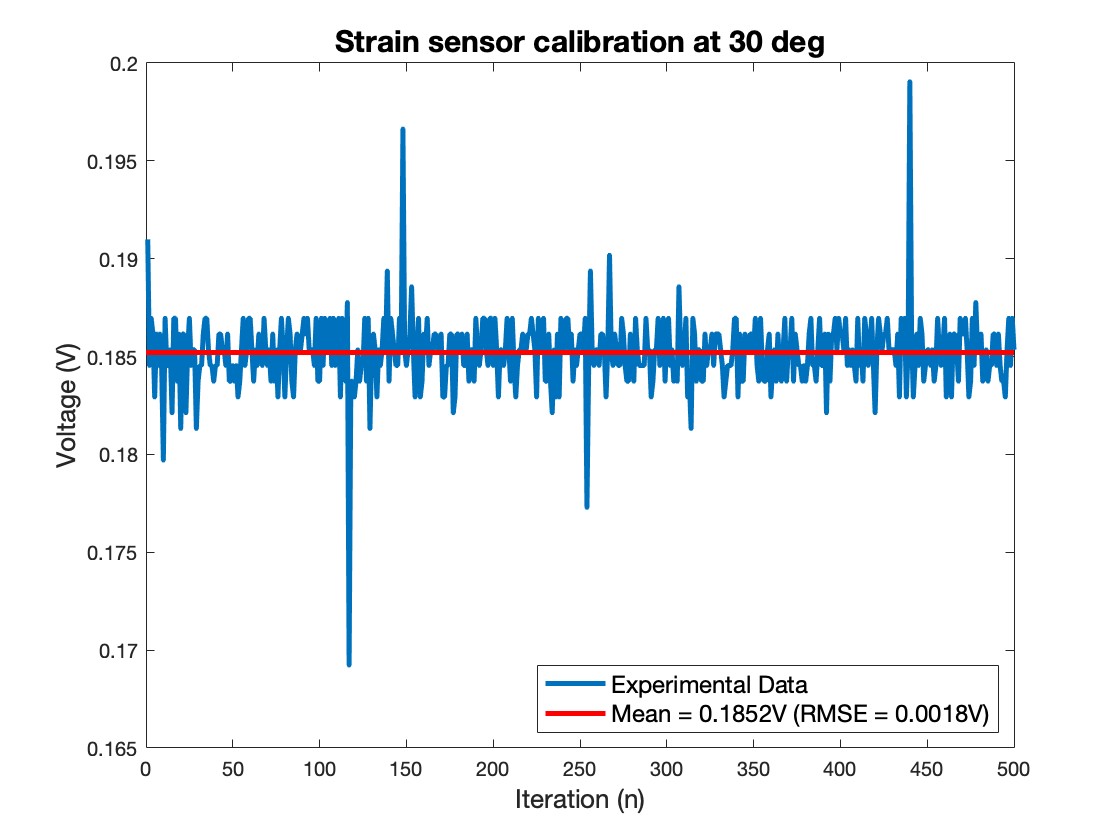 Strain sensor calibration at 30 deg
0.2
0.195
0.19
0.185
0.18
0.175
0.17
0.165
Voltage (V)
Experimental Data
Mean = 0.1852V (RMSE = 0.0018V)
0 50 100 150 200 250 300 350 400 450 500
Iteration (n)